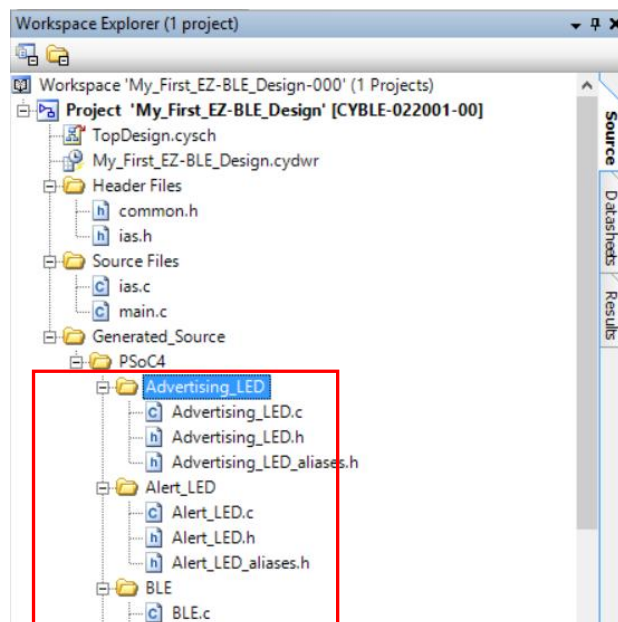 Workspace Explorer (1 project)
Workspace 'My_First_EZ-BLE_Design-000' (1 Projects)
Project 'My_First_EZ-BLE_Design' [CYBLE-022001-00]
TopDesign.cysch
My_First_EZ-BLE_Design.cydwr
Header Files
common.h
ias.h
Source Files
ias.c
main.c
Generated_Source
PSoC4
Advertising_LED
Advertising_LED.c
Advertising_LED.h
Advertising_LED_aliases.h
Alert_LED
Alert_LED.c
Alert_LED.h
Alert_LED_aliases.h
BLE
BLE.c
Source
Datasheets
Results